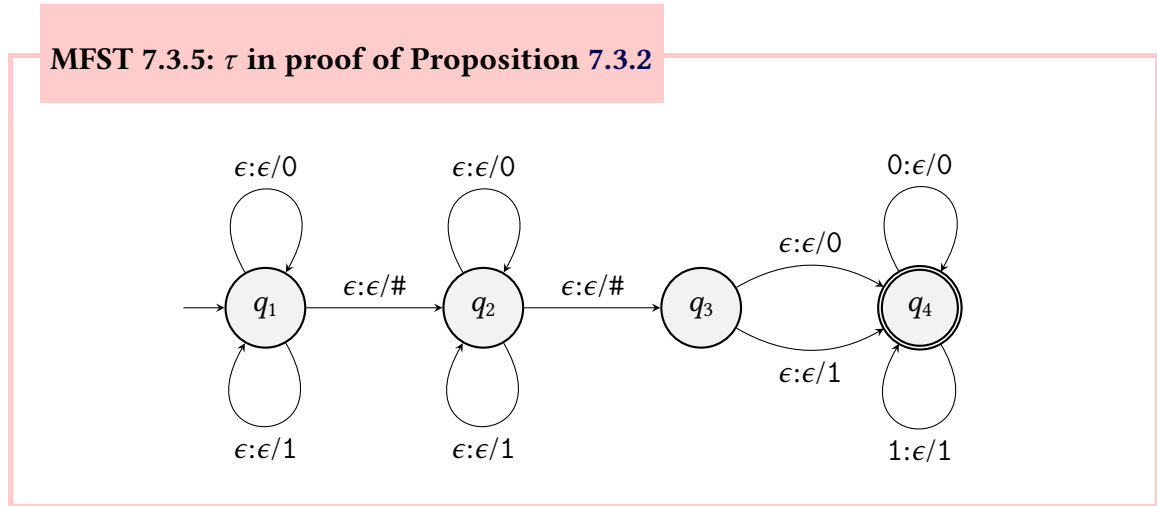 MFST 7.3.5: τ in proof of Proposition 7.3.2
ϵ:ϵ/0 ϵ:ϵ/0 0:ϵ/0
ϵ:ϵ/0
ϵ:ϵ/# ϵ:ϵ/#
q1 q2 q3 q4
ϵ:ϵ/1
ϵ:ϵ/1 ϵ:ϵ/1 1:ϵ/1